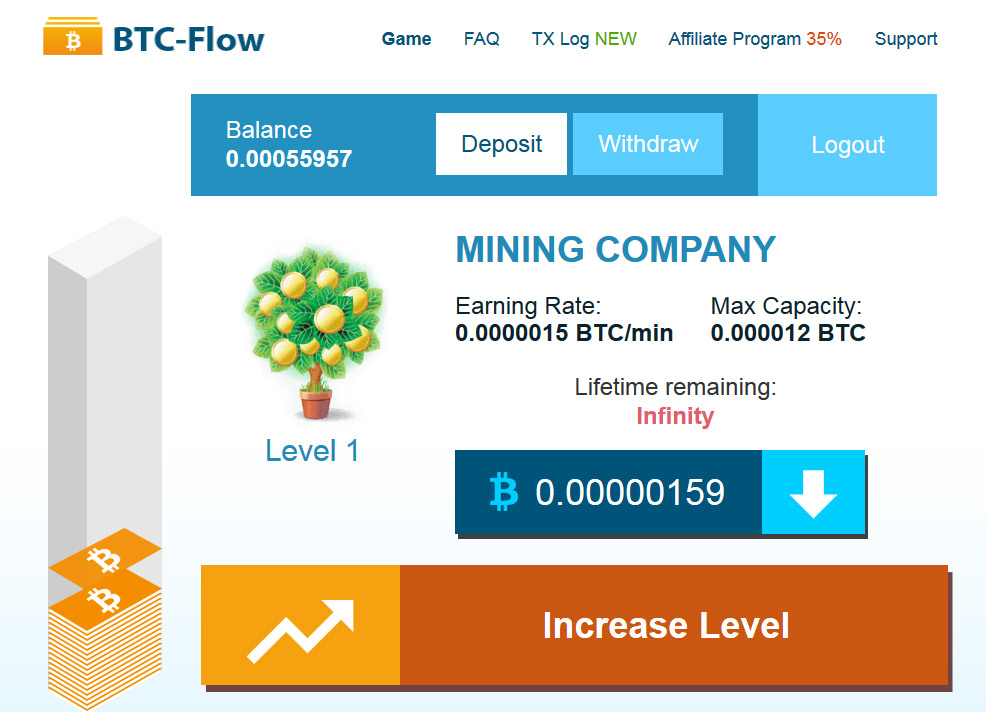 BTC-Flow
Game FAQ TX Log NEW Affiliate Program 35% Support
Balance
0.00055957
Deposit Withdraw Logout
MINING COMPANY
Earning Rate: Max Capacity:
0.0000015 BTC/min 0.000012 BTC
Lifetime remaining:
Infinity
Level 1
0.00000159
Increase Level